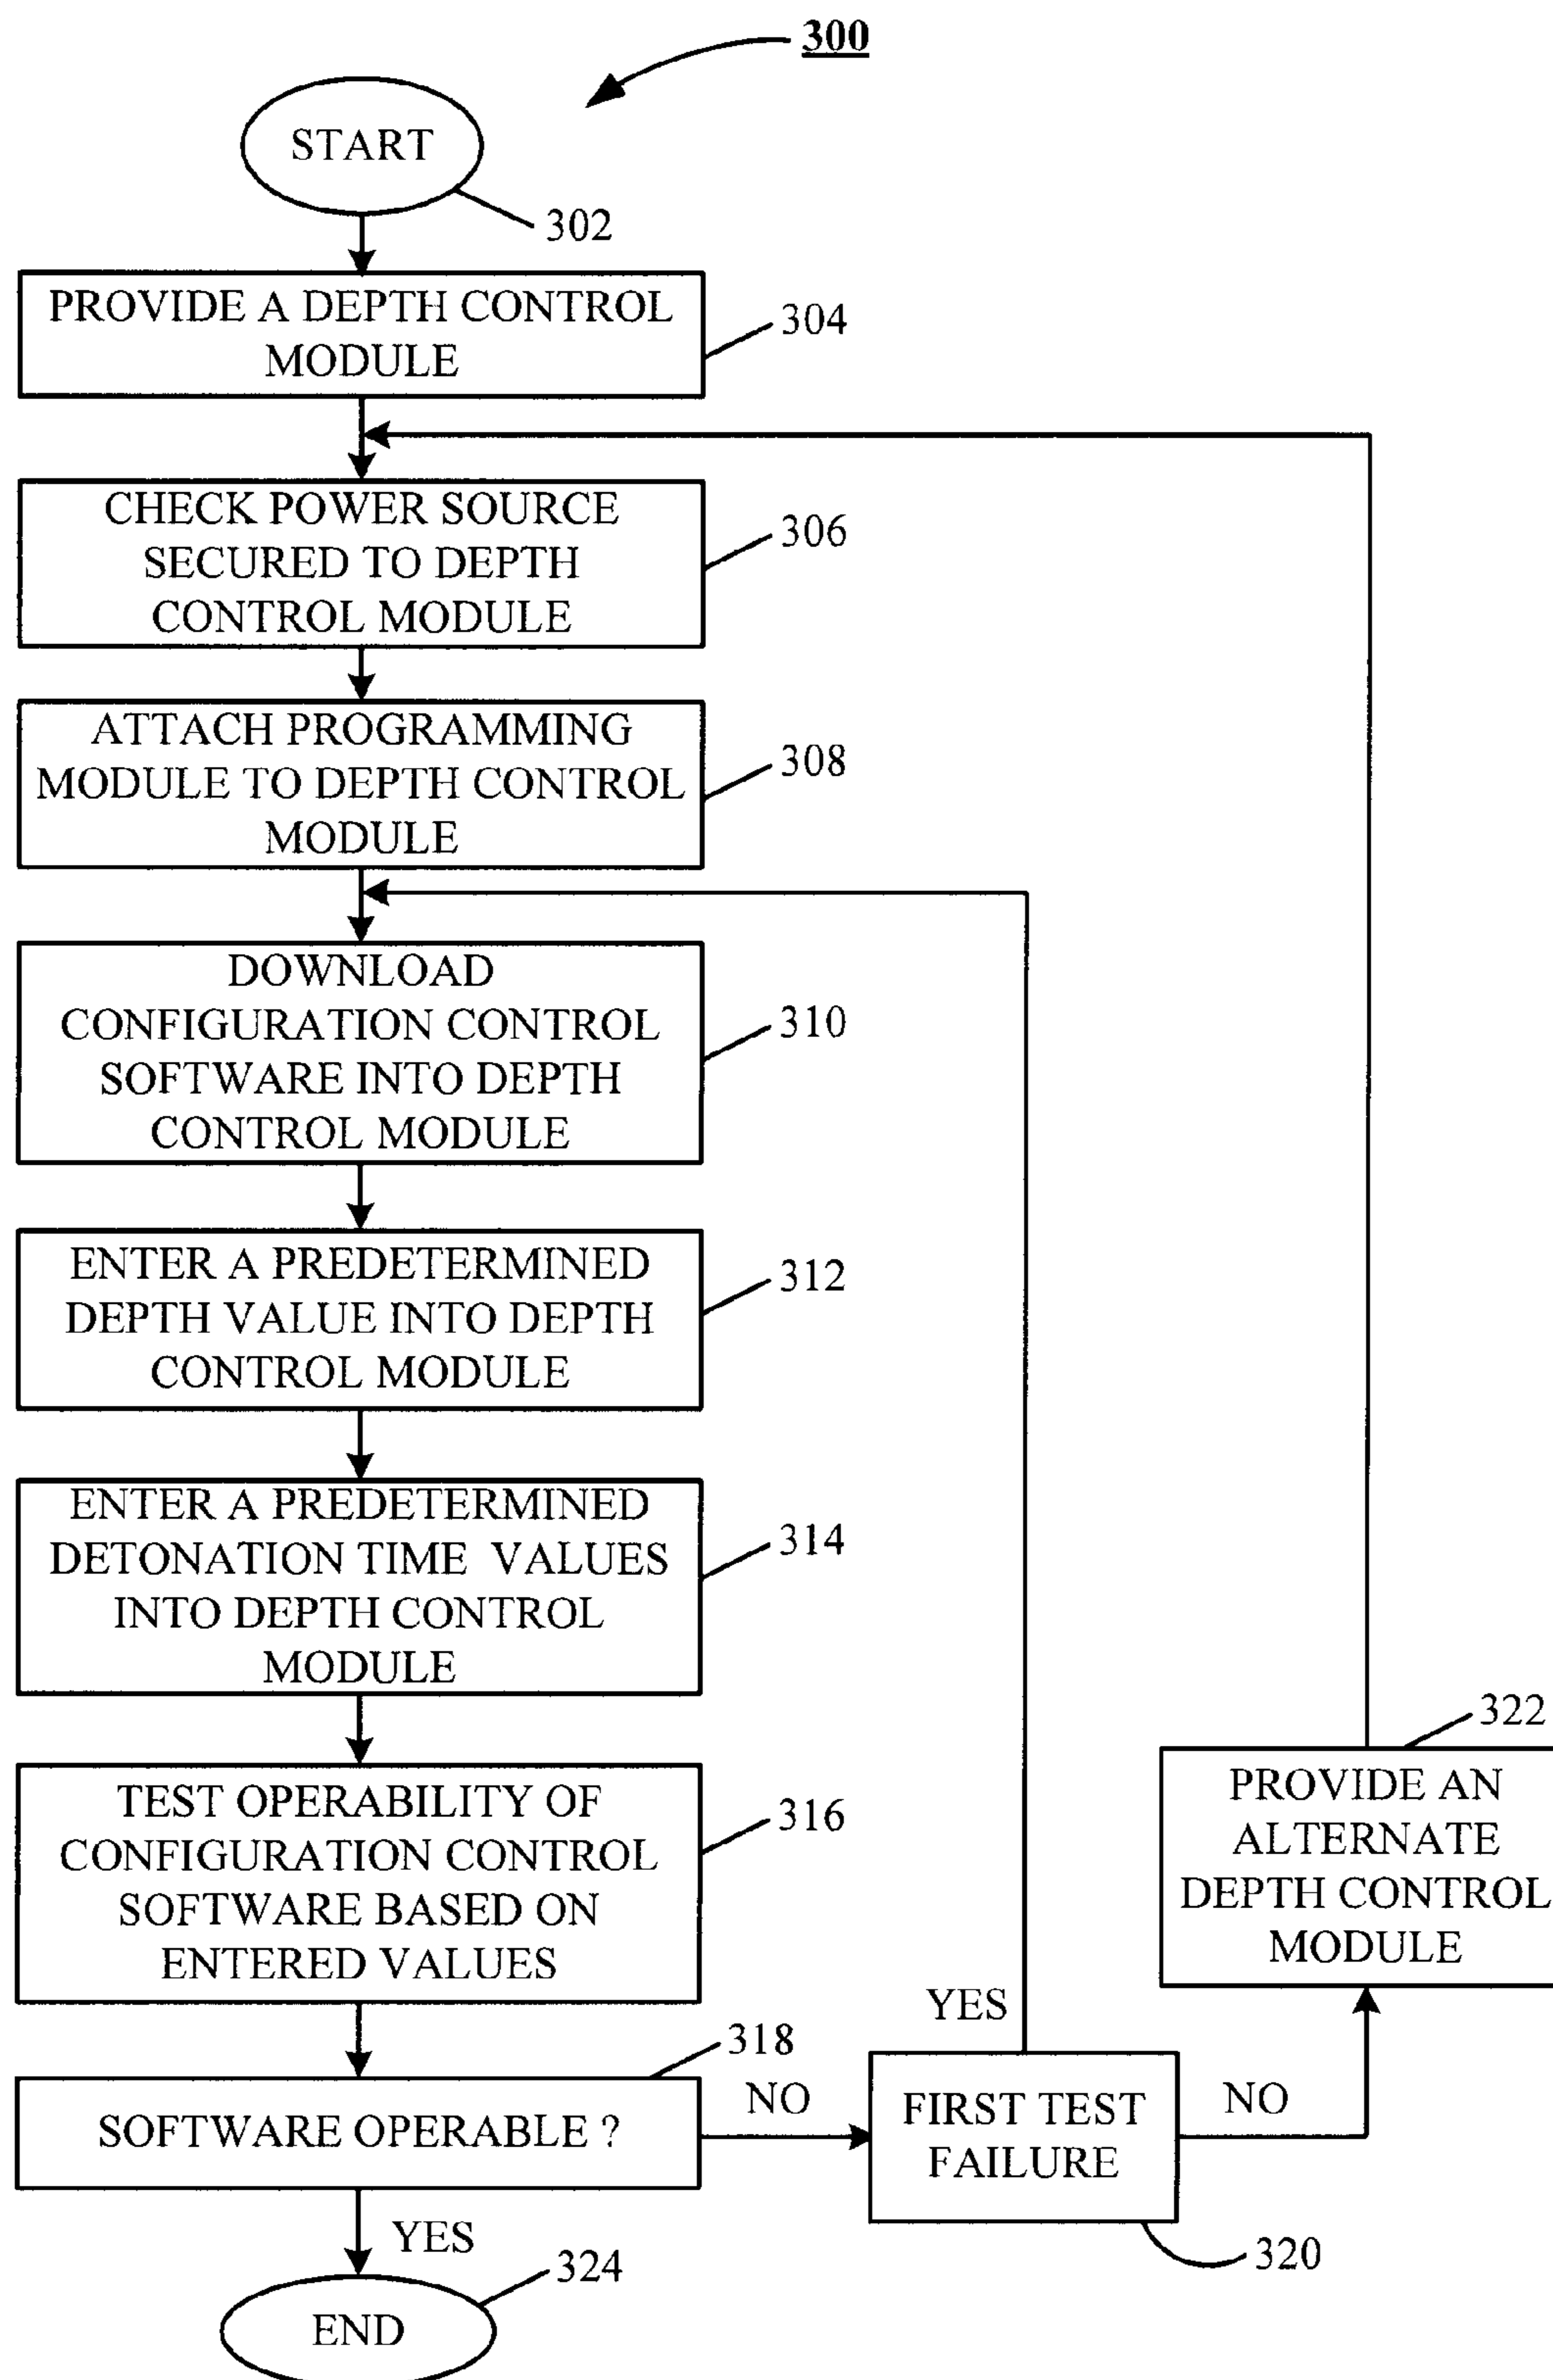 300
START
302
PROVIDE A DEPTH CONTROL
MODULE
304
CHECK POWER SOURCE
SECURED TO DEPTH
CONTROL MODULE
306
ATTACH PROGRAMMING
MODULE TO DEPTH CONTROL
MODULE
308
DOWNLOAD
CONFIGURATION CONTROL
SOFTWARE INTO DEPTH
CONTROL MODULE
310
ENTER A PREDETERMINED
DEPTH VALUE INTO DEPTH
CONTROL MODULE
312
ENTER A PREDETERMINED
DETONATION TIME VALUES
INTO DEPTH CONTROL
MODULE
314
TEST OPERABILITY OF
CONFIGURATION CONTROL
SOFTWARE BASED ON
ENTERED VALUES
316
SOFTWARE OPERABLE ?
318
NO
FIRST TEST
FAILURE
320
YES
NO
PROVIDE AN
ALTERNATE
DEPTH CONTROL
MODULE
322
YES
END
324